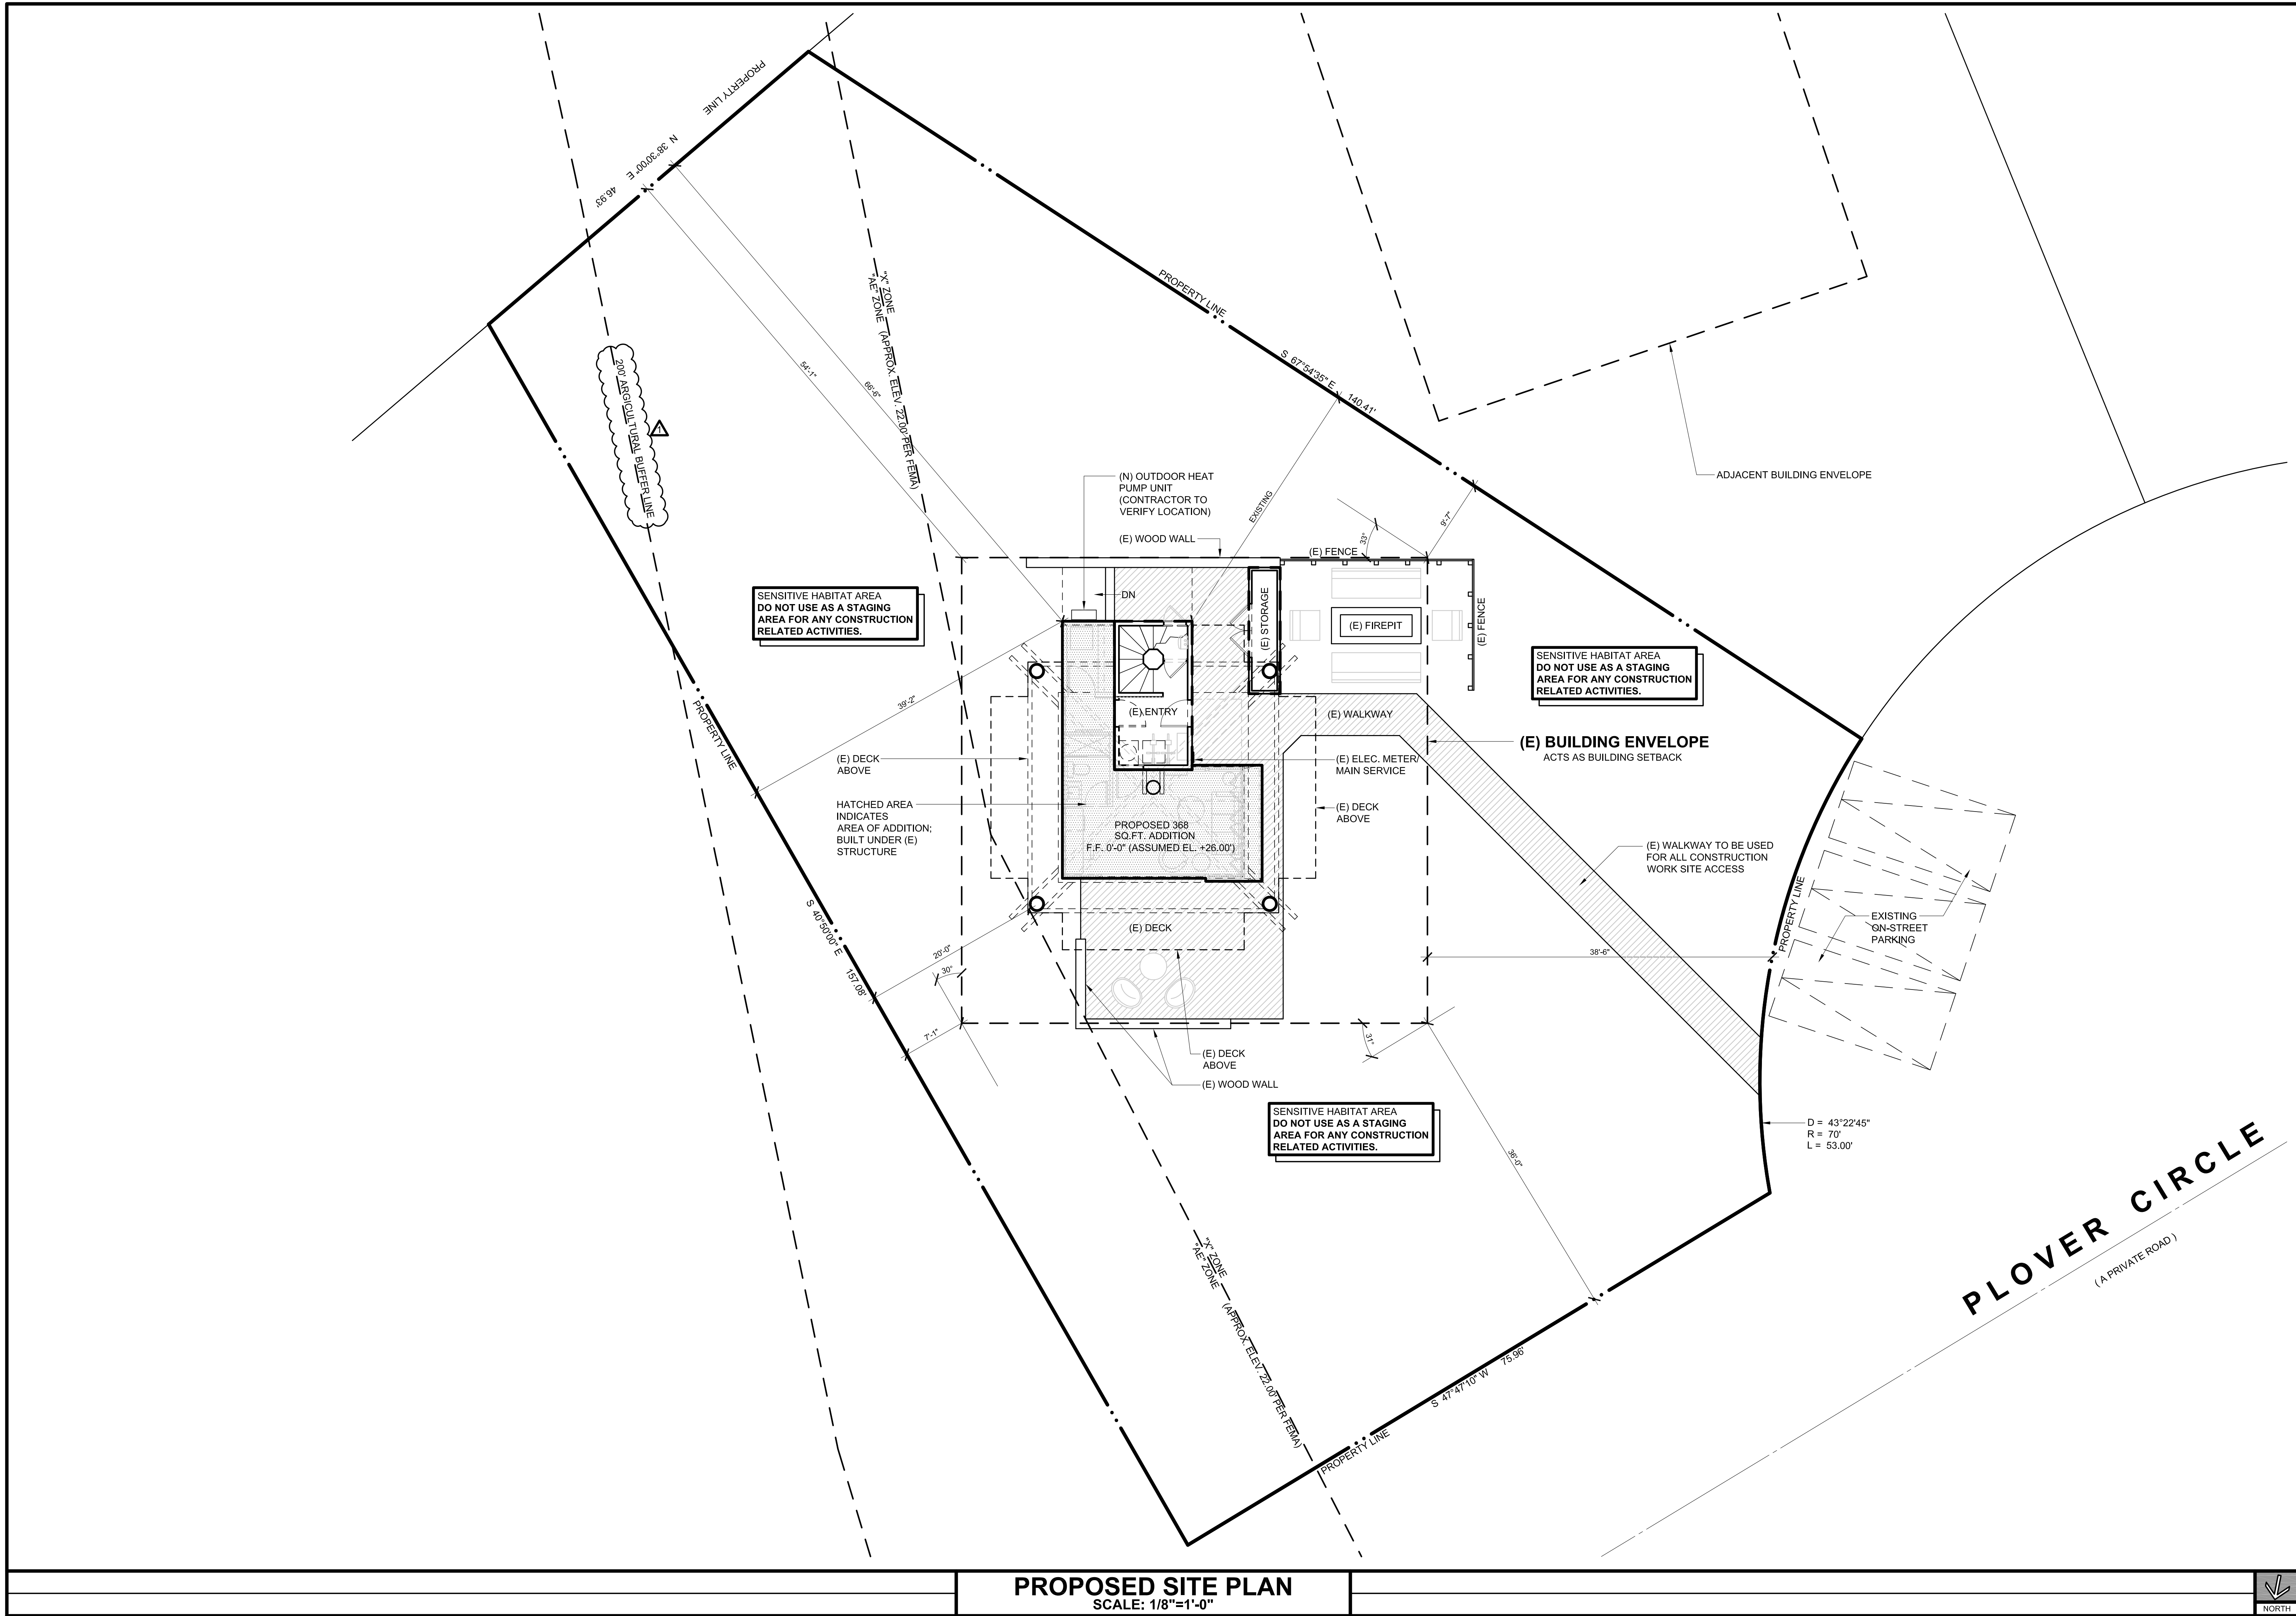 PROPERTY LINE
N 38°30'00" E
46.93'
"X" ZONE
"AE" ZONE (APPROX. ELEV. 22.00' PER FEMA)
PROPERTY LINE
S 67°54'35" E
140.41'
200' ARGICULTURAL BUFFER LINE
1
54'-1"
66'-6"
ADJACENT BUILDING ENVELOPE
(N) OUTDOOR HEAT
PUMP UNIT
(CONTRACTOR TO
VERIFY LOCATION)
(E) WOOD WALL
EXISTING
33°
9'-7"
(E) FENCE
(E) FENCE
SENSITIVE HABITAT AREA
DO NOT USE AS A STAGING
AREA FOR ANY CONSTRUCTION
RELATED ACTIVITIES.
DN
(E) STORAGE
(E) FIREPIT
SENSITIVE HABITAT AREA
DO NOT USE AS A STAGING
AREA FOR ANY CONSTRUCTION
RELATED ACTIVITIES.
39'-2"
PROPERTY LINE
(E) ENTRY
(E) WALKWAY
(E) BUILDING ENVELOPE
ACTS AS BUILDING SETBACK
(E) DECK
ABOVE
(E) ELEC. METER/
MAIN SERVICE
HATCHED AREA
INDICATES
AREA OF ADDITION;
BUILT UNDER (E)
STRUCTURE
(E) DECK
ABOVE
PROPOSED 368
SQ.FT. ADDITION
F.F. 0'-0" (ASSUMED EL. +26.00')
(E) WALKWAY TO BE USED
FOR ALL CONSTRUCTION
WORK SITE ACCESS
PROPERTY LINE
EXISTING
ON-STREET
PARKING
S 40°50'00" E
157.08'
20'-0"
30°
7'-1"
(E) DECK
38'-6"
31°
(E) DECK
ABOVE
(E) WOOD WALL
SENSITIVE HABITAT AREA
DO NOT USE AS A STAGING
AREA FOR ANY CONSTRUCTION
RELATED ACTIVITIES.
D = 43°22'45"
R = 70'
L = 53.00'
36'-0"
PLOVER CIRCLE
( A PRIVATE ROAD )
"X" ZONE
"AE" ZONE (APPROX. ELEV. 22.00' PER FEMA)
S 47°47'10" W
75.96'
PROPERTY LINE
PROPOSED SITE PLAN
SCALE: 1/8"=1'-0"
NORTH